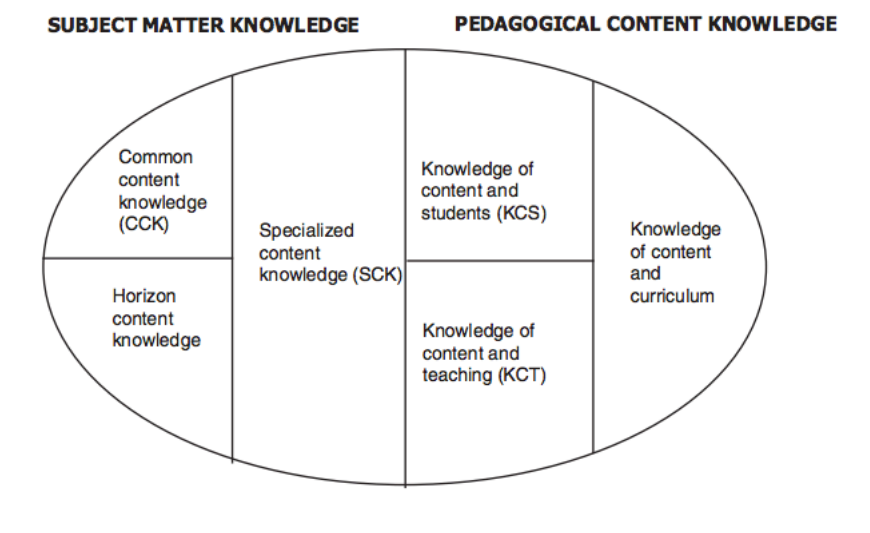 SUBJECT MATTER KNOWLEDGE
PEDAGOGICAL CONTENT KNOWLEDGE
Common
content
knowledge
(CCK)
Horizon
content
knowledge
Specialized
content
knowledge (SCK)
Knowledge of
content and
students (KCS)
Knowledge of
content and
teaching (KCT)
Knowledge
of content
and
curriculum